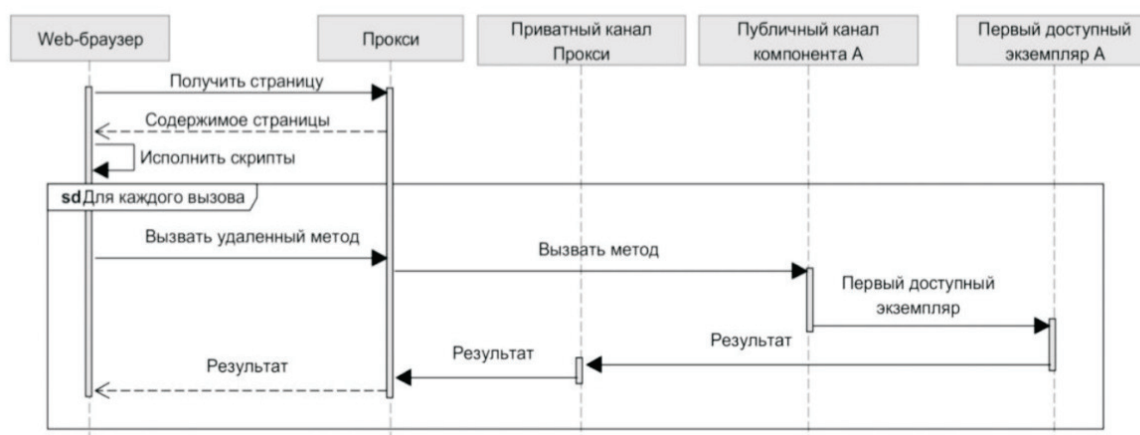 Web-браузер
Прокси
Приватный канал
Прокси
Публичный канал
компонента А
Первый доступный
экземпляр А
Получить страницу
Содержимое страницы
Исполнить скрипты
sd Для каждого вызова
Вызвать удаленный метод
Вызвать метод
Первый доступный
экземпляр
Результат
Результат
Результат